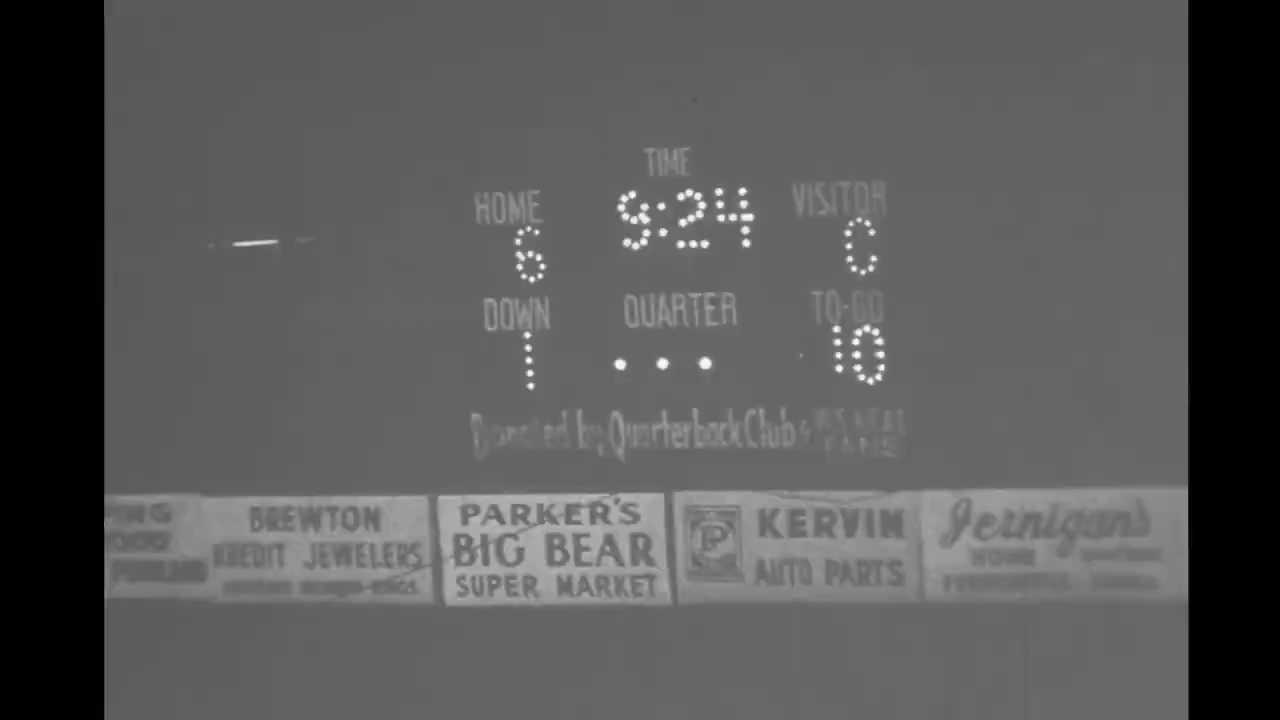 TIME
HOME 9:24 VISITOR
6 0
DOWN QUARTER TO-GO
1 ... 10
Donated by Quarterback Club &
BREWTON
KREDIT JEWELERS
PARKER'S
BIG BEAR
SUPER MARKET
P
KERVIN
AUTO PARTS
Jernigan's
HOME